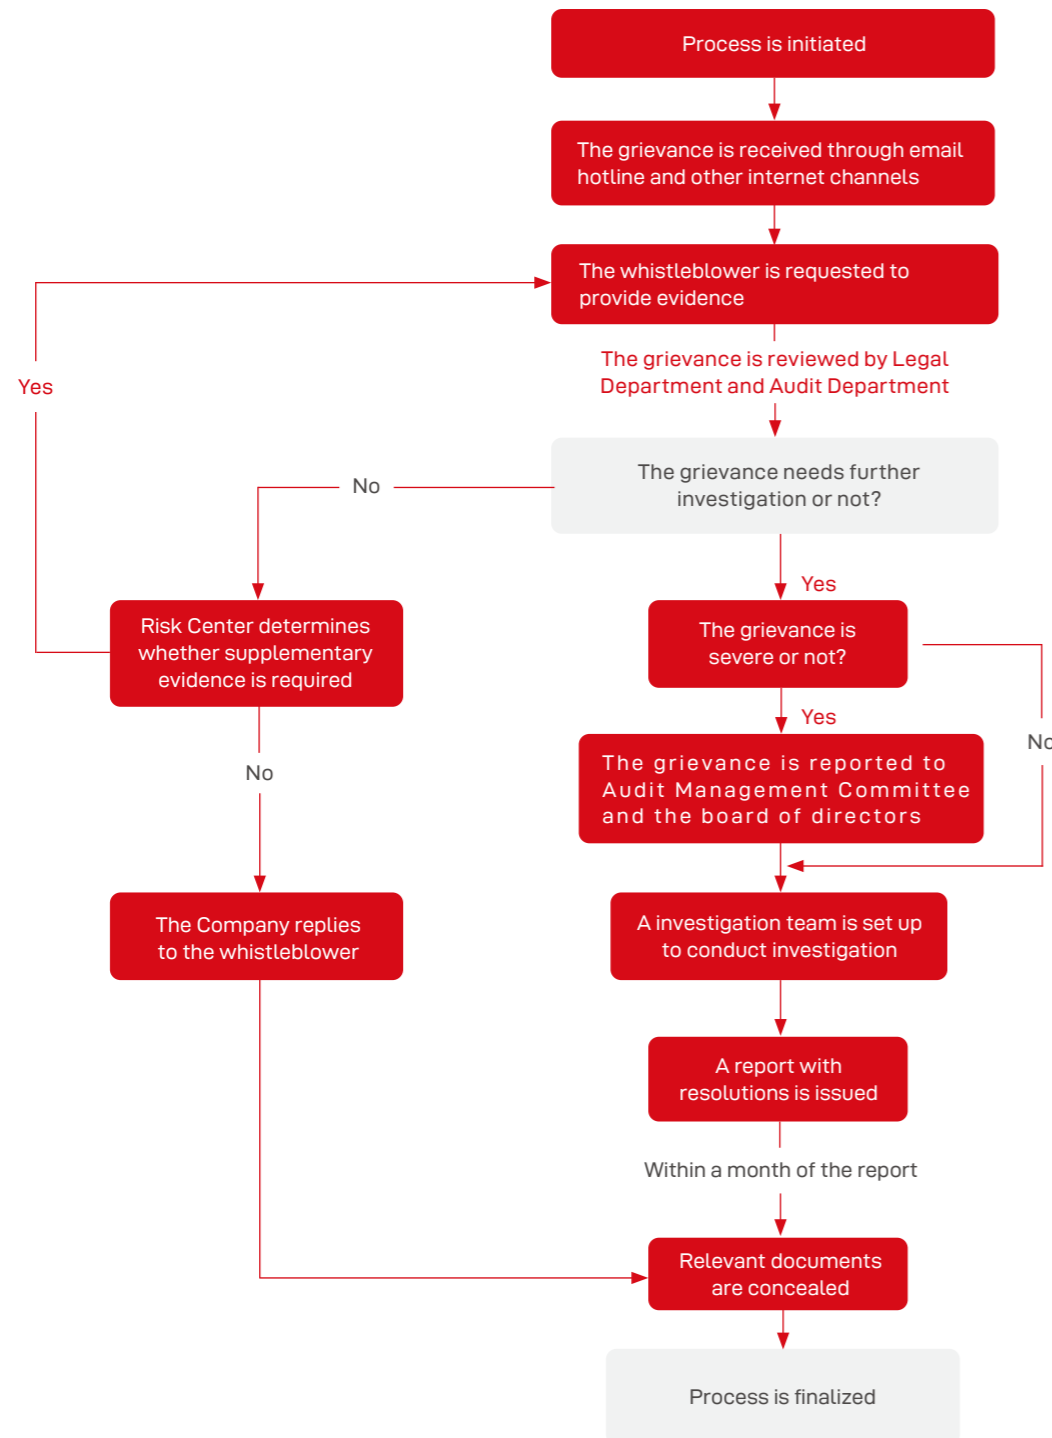 Process is initiated
The grievance is received through email
hotline and other internet channels
The whistleblower is requested to
provide evidence
The grievance is reviewed by Legal
Department and Audit Department
Yes
The grievance needs further
investigation or not?
No
Yes
Risk Center determines
whether supplementary
evidence is required
The grievance is
severe or not?
Yes
No
No
The grievance is reported to
Audit Management Committee
and the board of directors
The Company replies
to the whistleblower
A investigation team is set up
to conduct investigation
A report with
resolutions is issued
Within a month of the report
Relevant documents
are concealed
Process is finalized